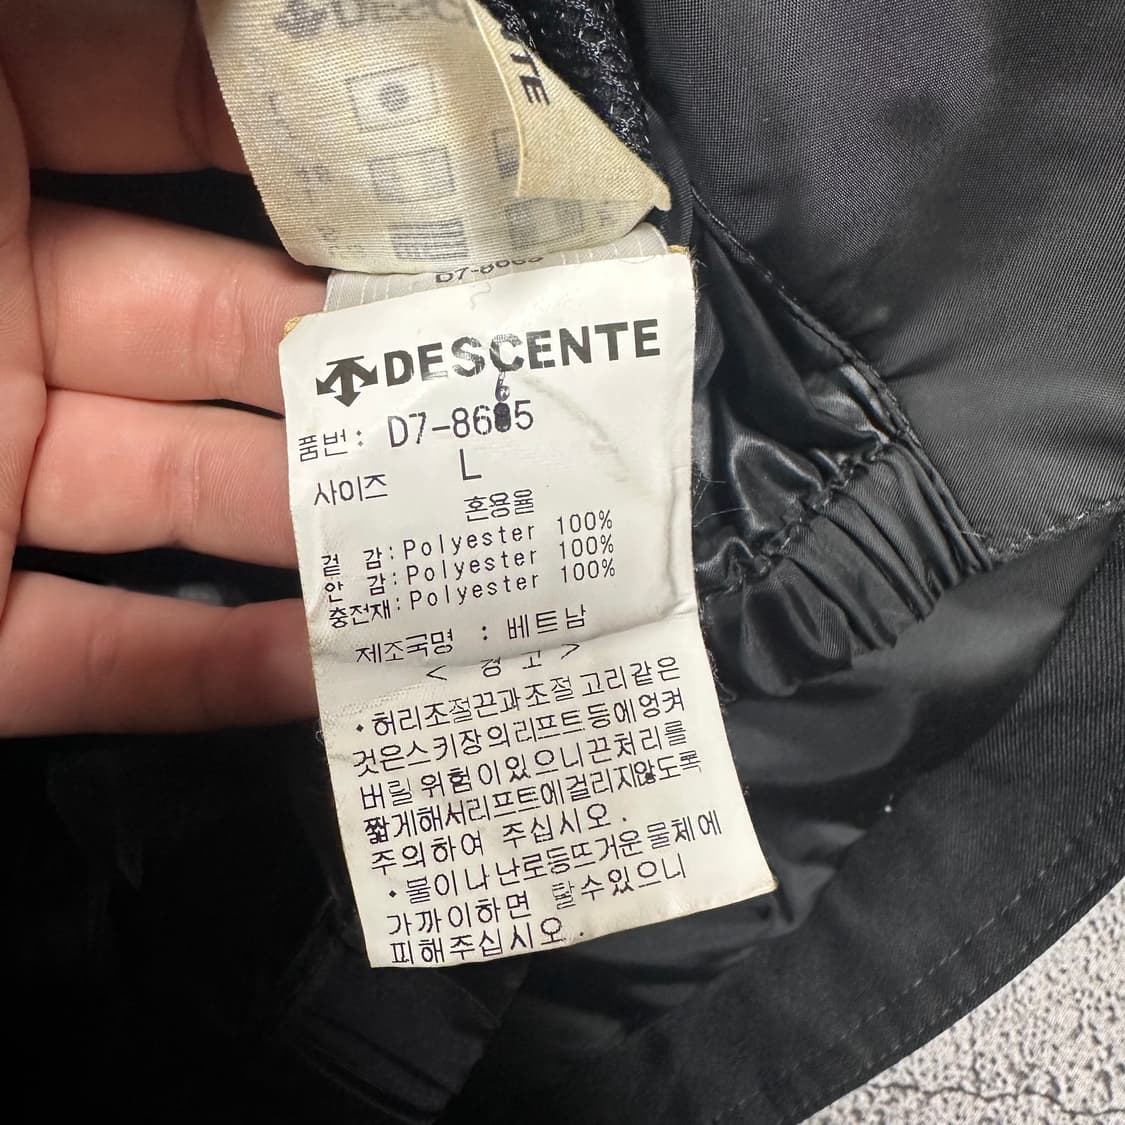 DESCENTE
D7-8685
DESCENTE
품번: D7-8685
사이즈 L
혼용율
겉 감:Polyester 100%
안 감:Polyester 100%
충전재:Polyester 100%
제조국명 : 베트남
< 경 고 >
•허리조절끈과조절고리같은
것은스키장의리프트등에엉켜
버릴위험이있으니끈처리를
짧게해서리프트에걸리지않도록
주의하여 주십시오.
•불이나난로등뜨거운물체에
가까이하면 탈수있으니
피해주십시오.